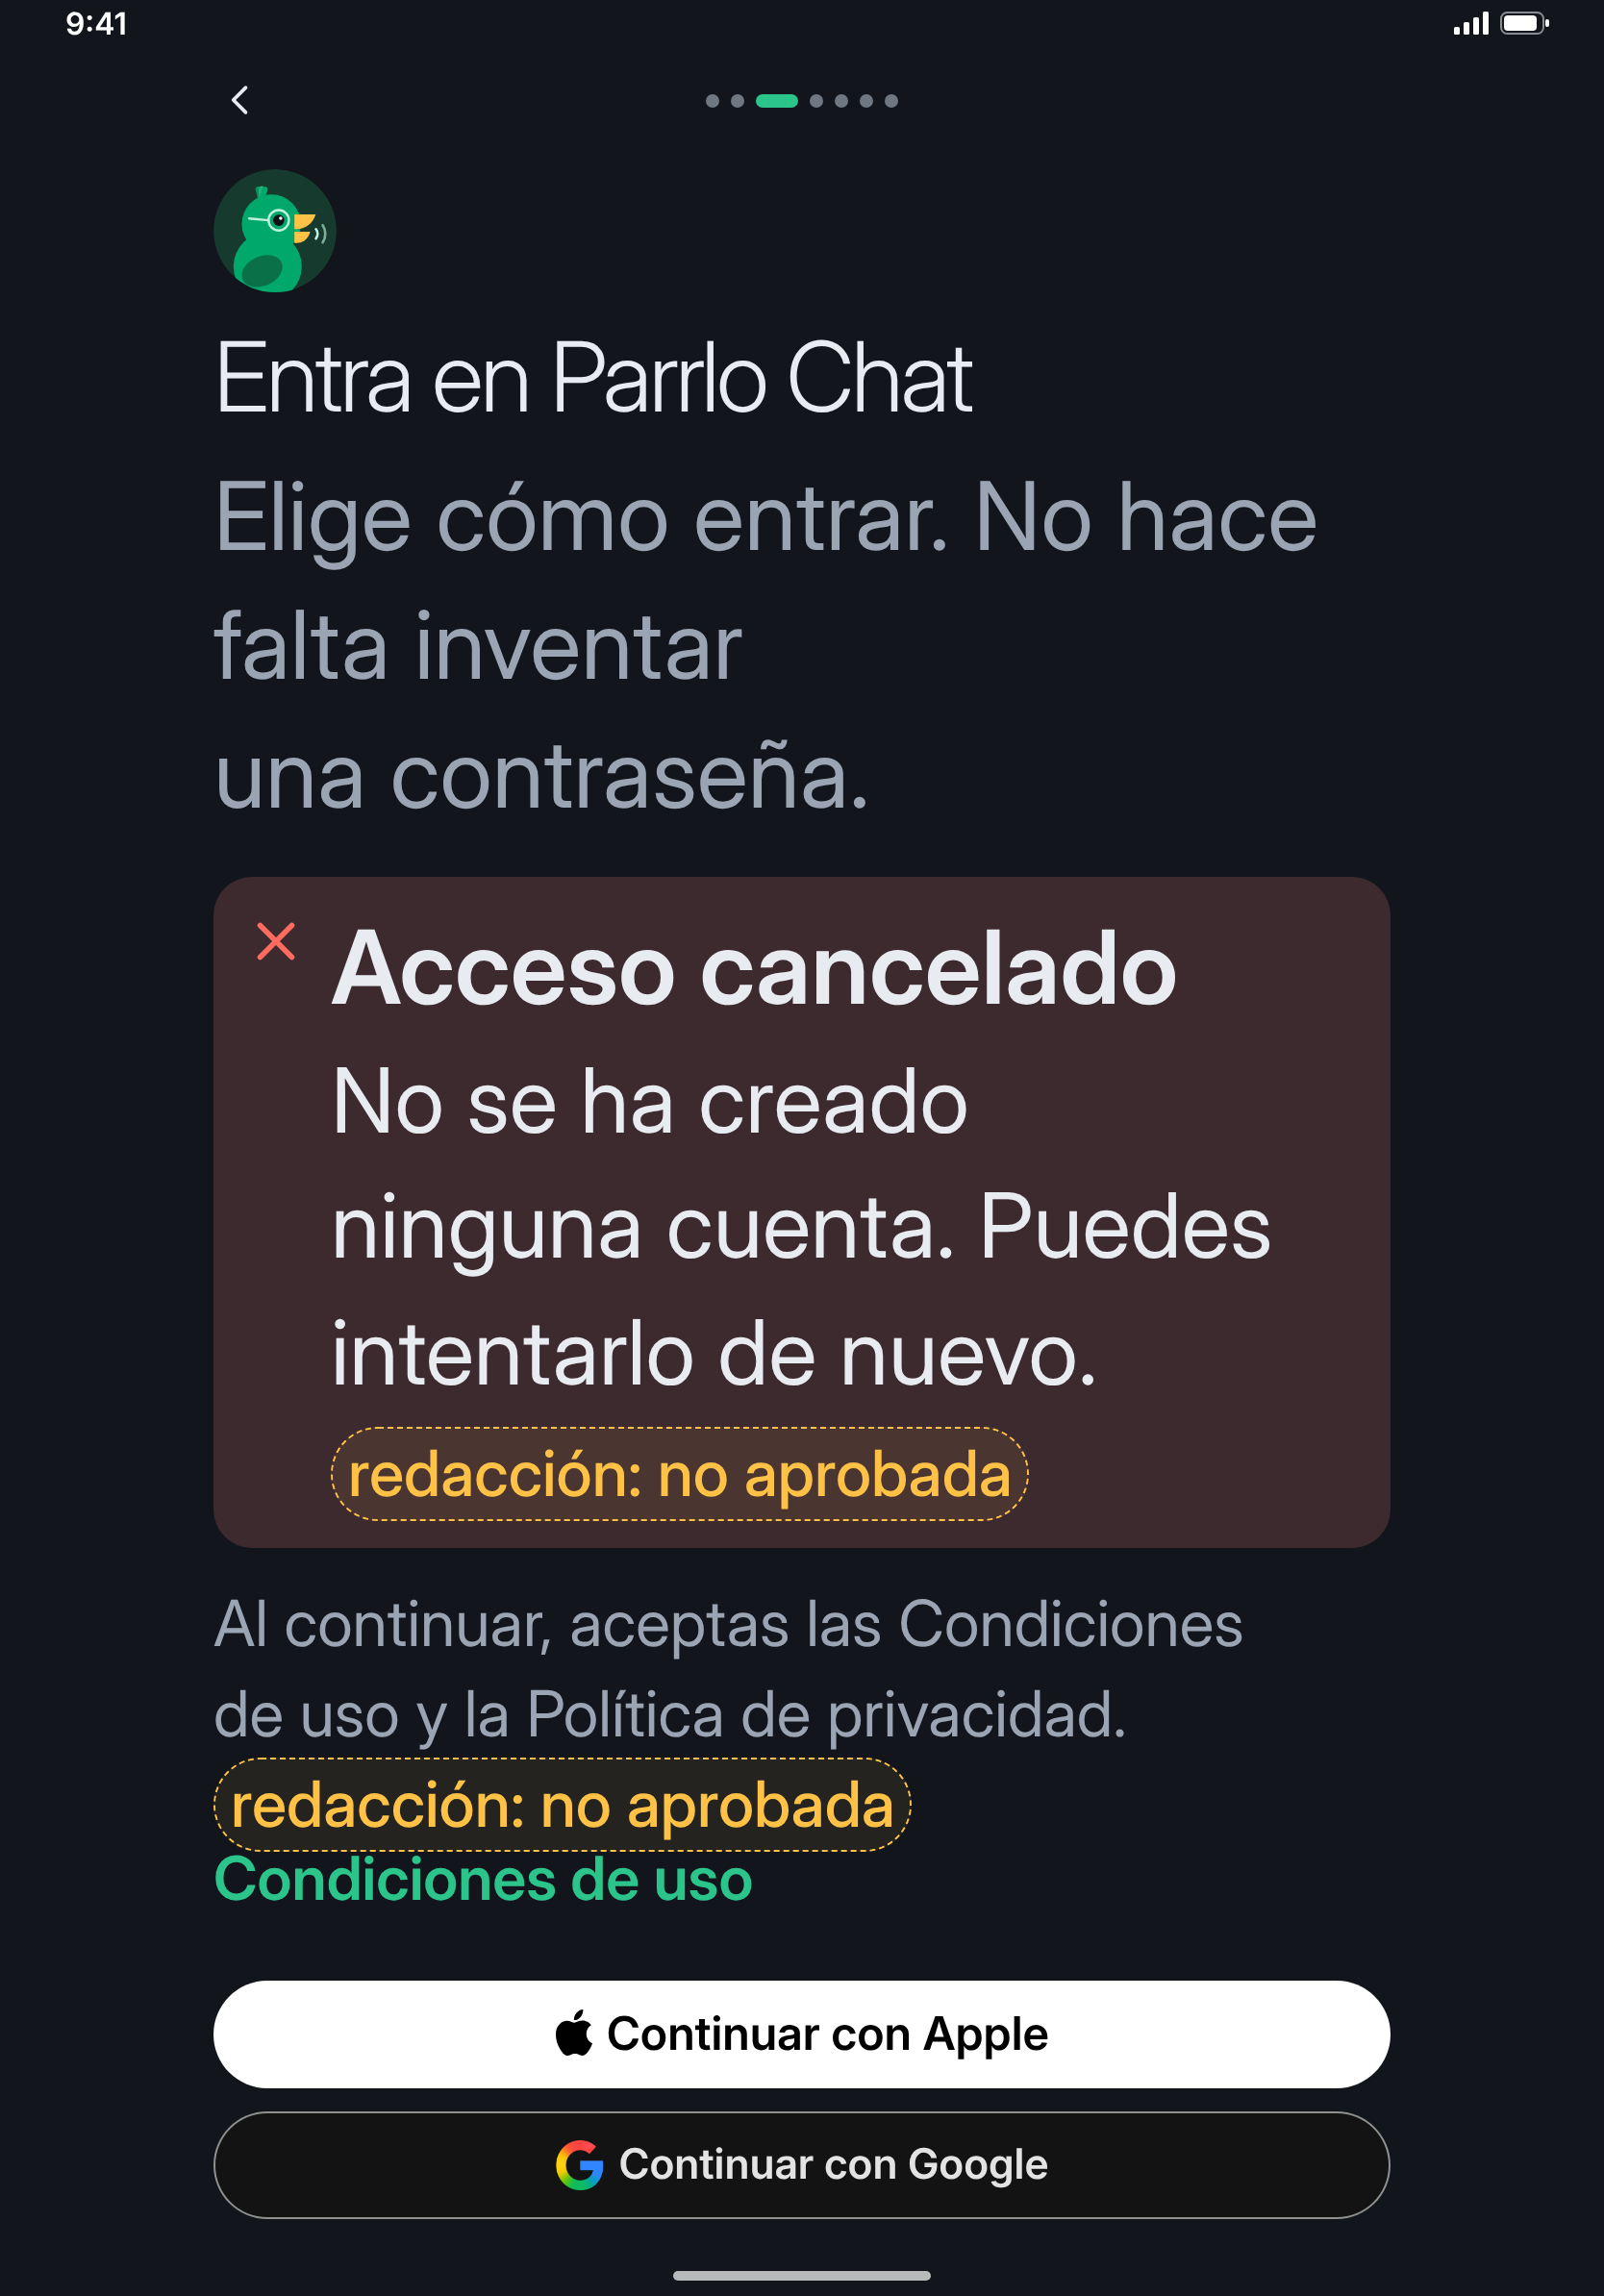 9:41
Entra en Parrlo Chat
Elige cómo entrar. No hace
falta inventar
una contraseña.
Acceso cancelado
No se ha creado
ninguna cuenta. Puedes
intentarlo de nuevo.
redacción: no aprobada
Al continuar, aceptas las Condiciones
de uso y la Política de privacidad.
redacción: no aprobada
Condiciones de uso
Continuar con Apple
Continuar con Google